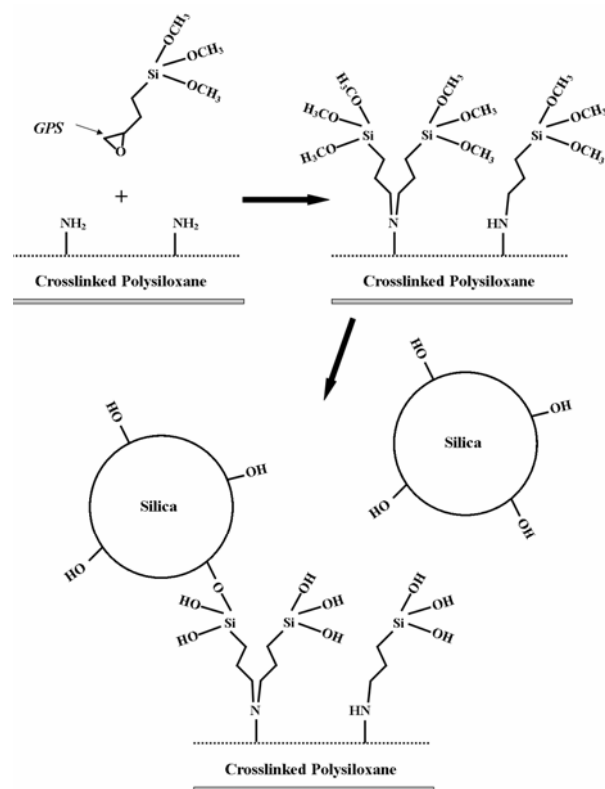 OCH₃
OCH₃
Si
OCH₃
GPS
O
+
NH₂ NH₂
Crosslinked Polysiloxane
H₃CO OCH₃ OCH₃
H₃CO OCH₃ OCH₃
Si Si Si
H₃CO OCH₃ OCH₃
N HN
Crosslinked Polysiloxane
HO
OH
Silica
HO
OH
HO
OH
Silica
HO
O
HO OH OH
OH OH
Si Si Si
HO OH OH
N HN
Crosslinked Polysiloxane